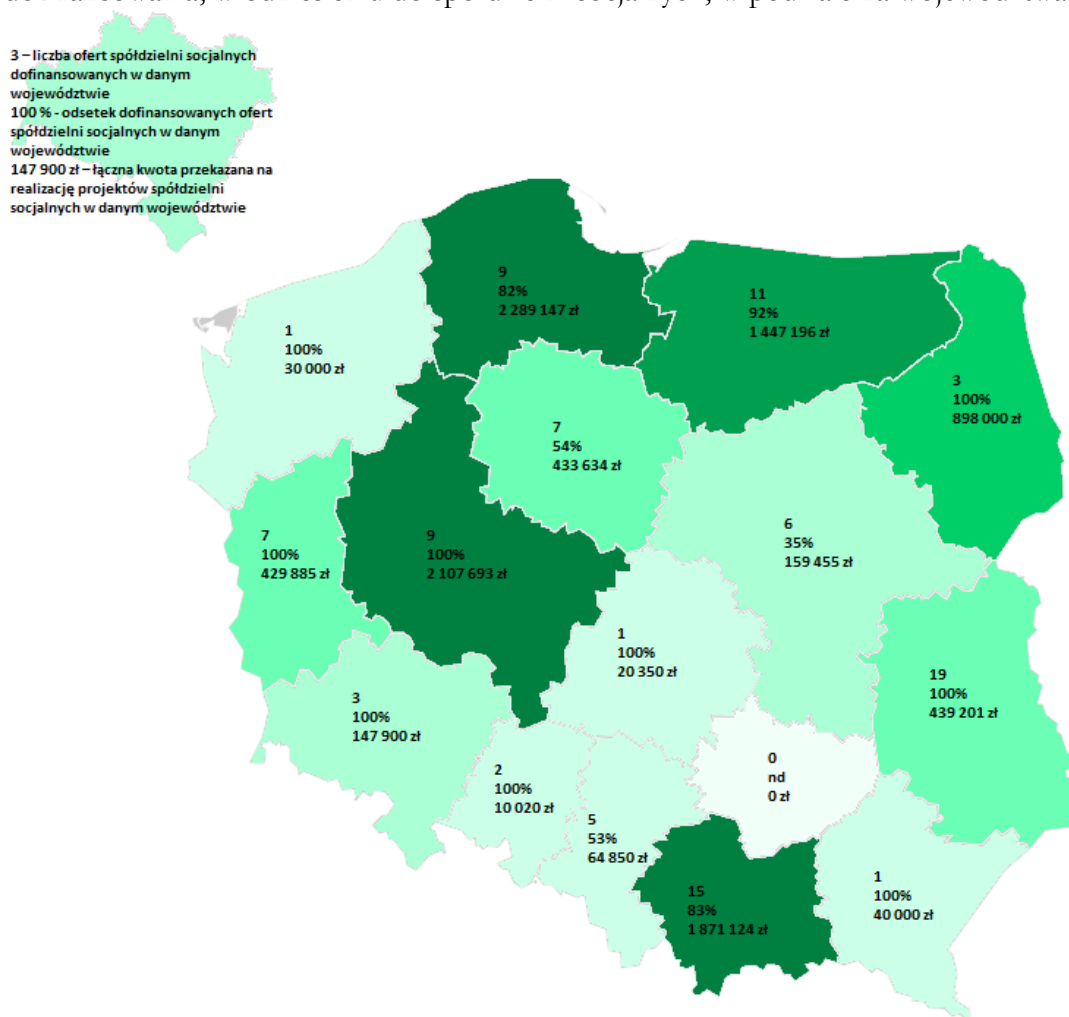 3 – liczba ofert spółdzielni socjalnych
dofinansowanych w danym
województwie
100 % - odsetek dofinansowanych ofert
spółdzielni socjalnych w danym
województwie
147 900 zł – łączna kwota przekazana na
realizację projektów spółdzielni
socjalnych w danym województwie
9
82%
2 289 147 zł
11
92%
1 447 196 zł
1
100%
30 000 zł
3
100%
898 000 zł
7
54%
433 634 zł
6
35%
159 455 zł
7
100%
429 885 zł
9
100%
2 107 693 zł
1
100%
20 350 zł
19
100%
439 201 zł
3
100%
147 900 zł
2
100%
10 020 zł
0
nd
0 zł
5
53%
64 850 zł
15
83%
1 871 124 zł
1
100%
40 000 zł